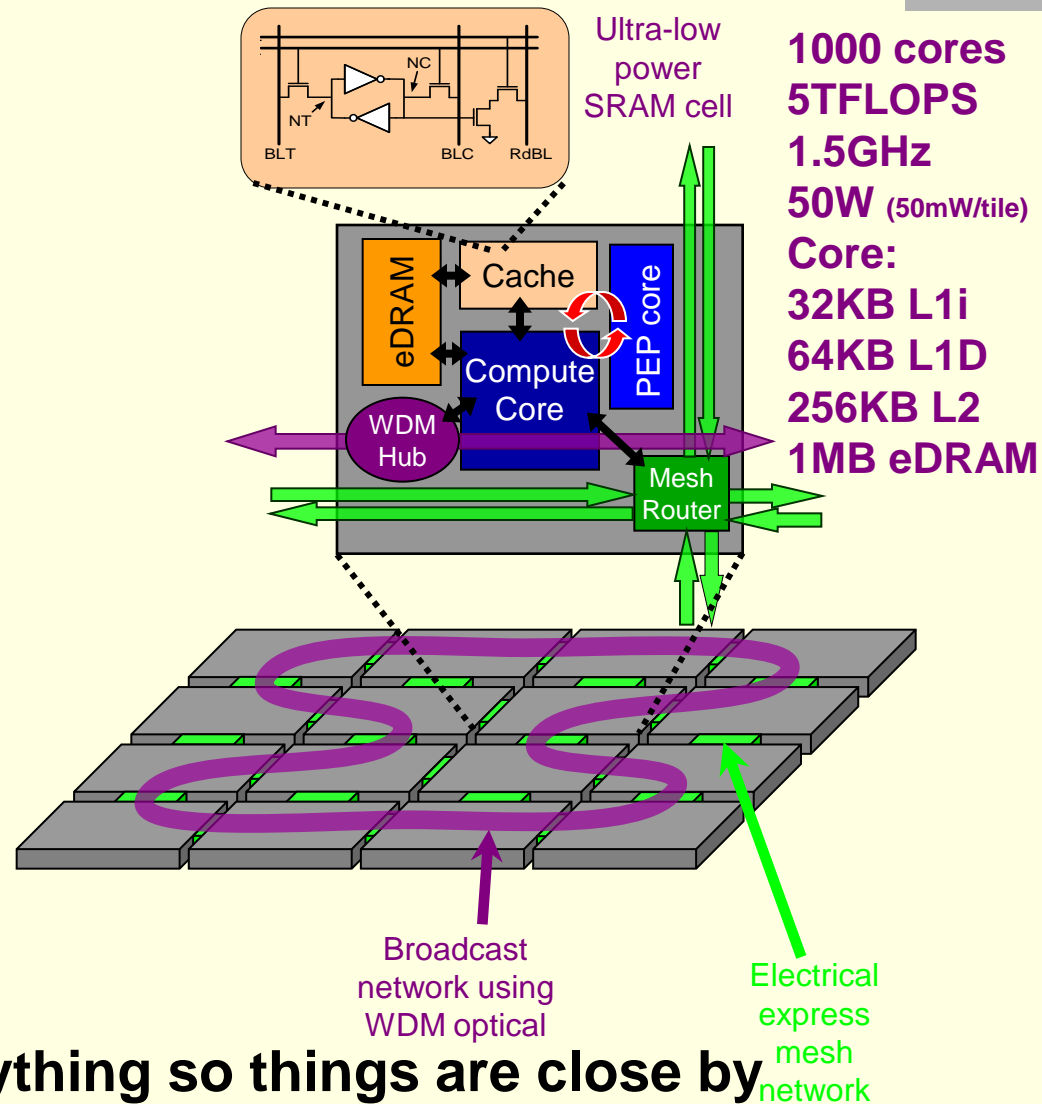 Ultra-low
power
SRAM cell
NC
NT
BLT
BLC
RdBL
1000 cores
5TFLOPS
1.5GHz
50W (50mW/tile)
Core:
32KB L1i
64KB L1D
256KB L2
1MB eDRAM
eDRAM
Cache
PEP core
Compute
Core
WDM
Hub
Mesh
Router
Broadcast
network using
WDM optical
Electrical
express
mesh
network
so things are close by